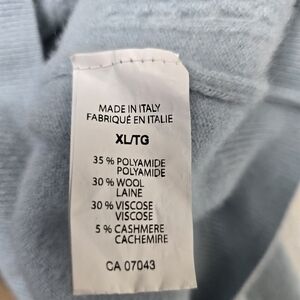 MADE IN ITALY
FABRIQUÉ EN ITALIE
XL/TG
35 % POLYAMIDE
POLYAMIDE
30 % WOOL
LAINE
30 % VISCOSE
VISCOSE
5 % CASHMERE
CACHEMIRE
CA 07043